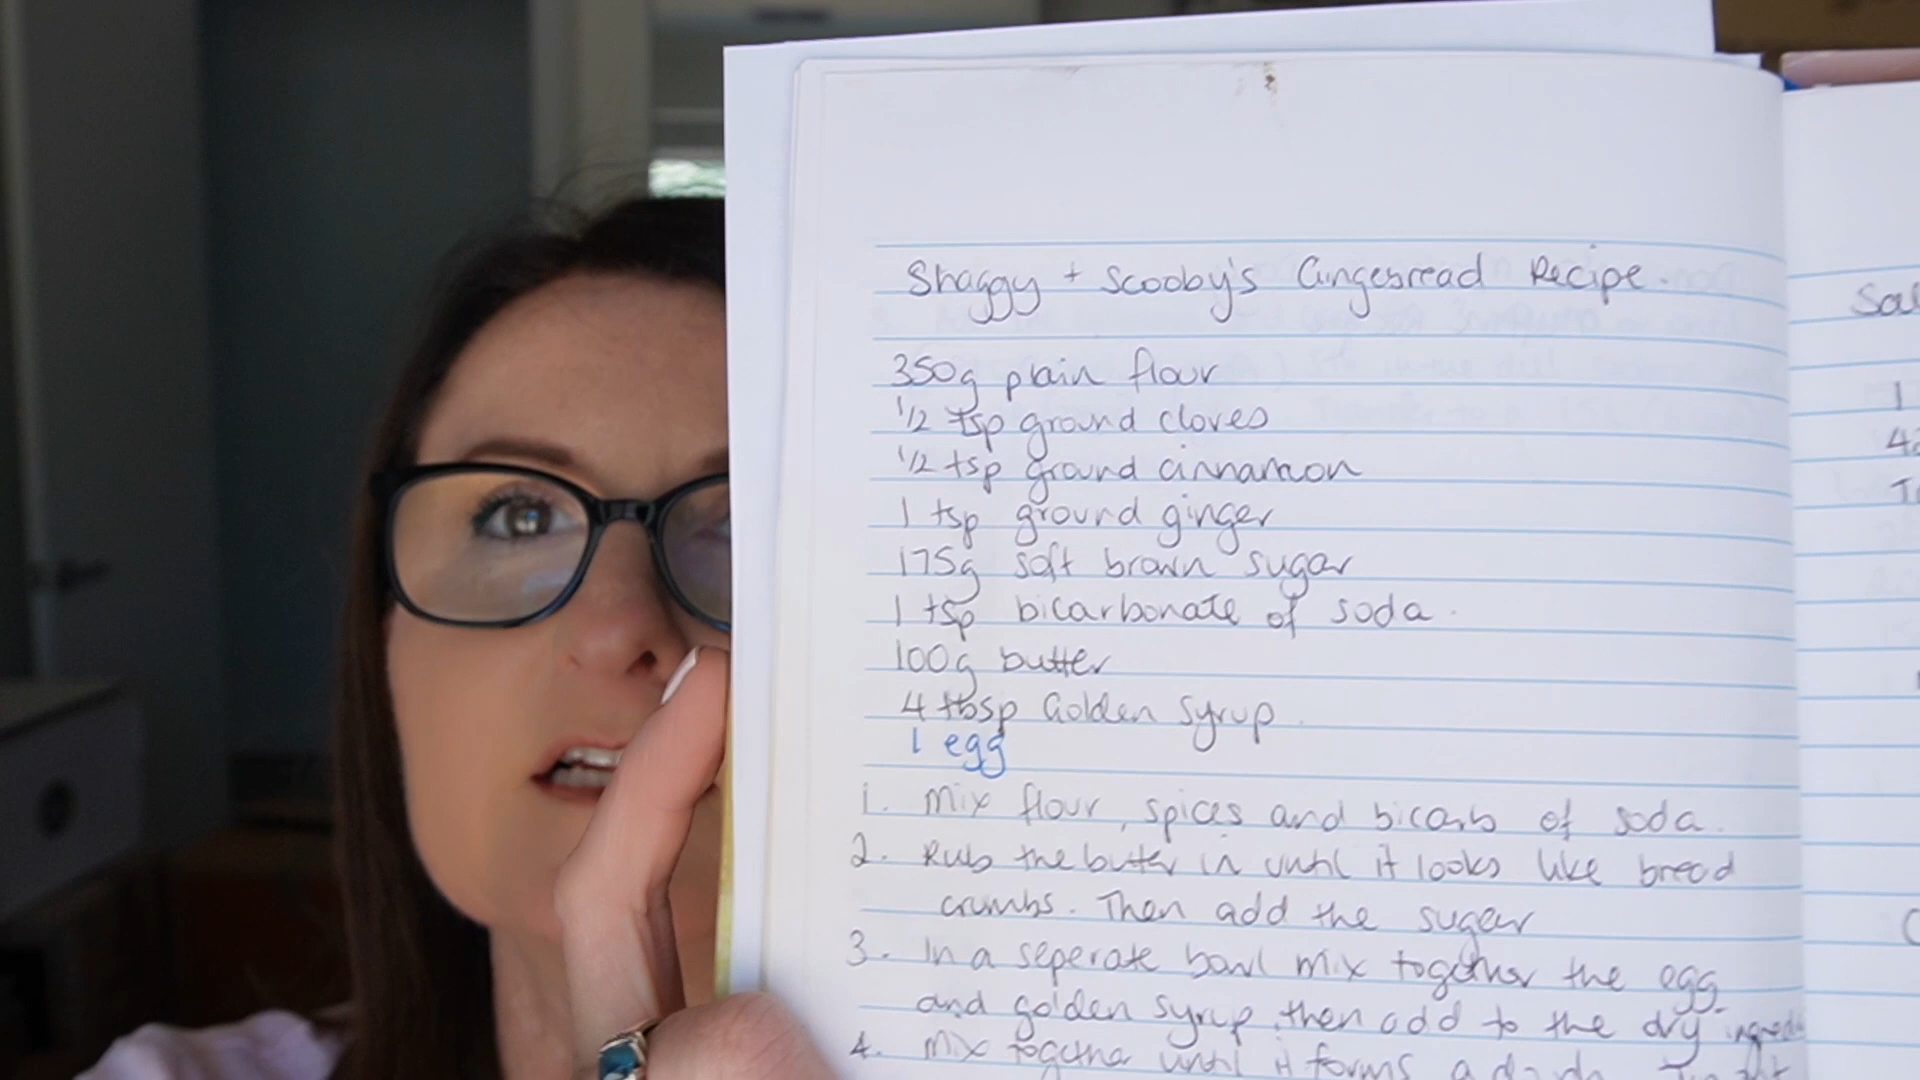 Shaggy + Scooby's Gingerbread Recipe.
350g plain flour
1/2 tsp ground cloves
1/2 tsp ground cinnamon
1 tsp ground ginger
175g soft brown sugar
1 tsp bicarbonate of soda.
100g butter
4 tbsp Golden Syrup.
1 egg
1. Mix flour, spices and bicarb of soda.
2. Rub the butter in until it looks like bread
crumbs. Then add the sugar
3. In a seperate bowl mix together the egg
and golden syrup then add to the dry
4. Mix together until it forms a
Sal
1
42